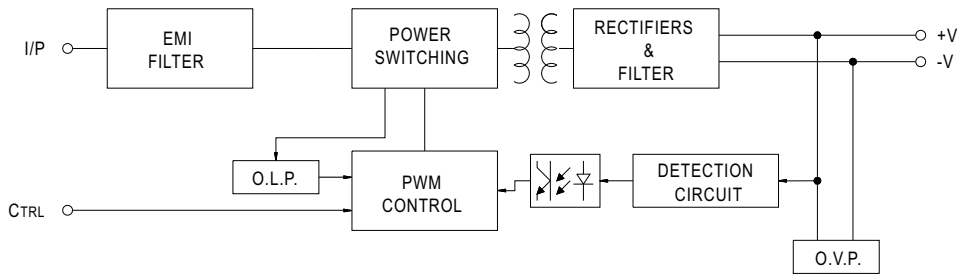 I/P
EMI
FILTER
POWER
SWITCHING
RECTIFIERS
&
FILTER
+V
-V
O.L.P.
PWM
CONTROL
DETECTION
CIRCUIT
CTRL
O.V.P.